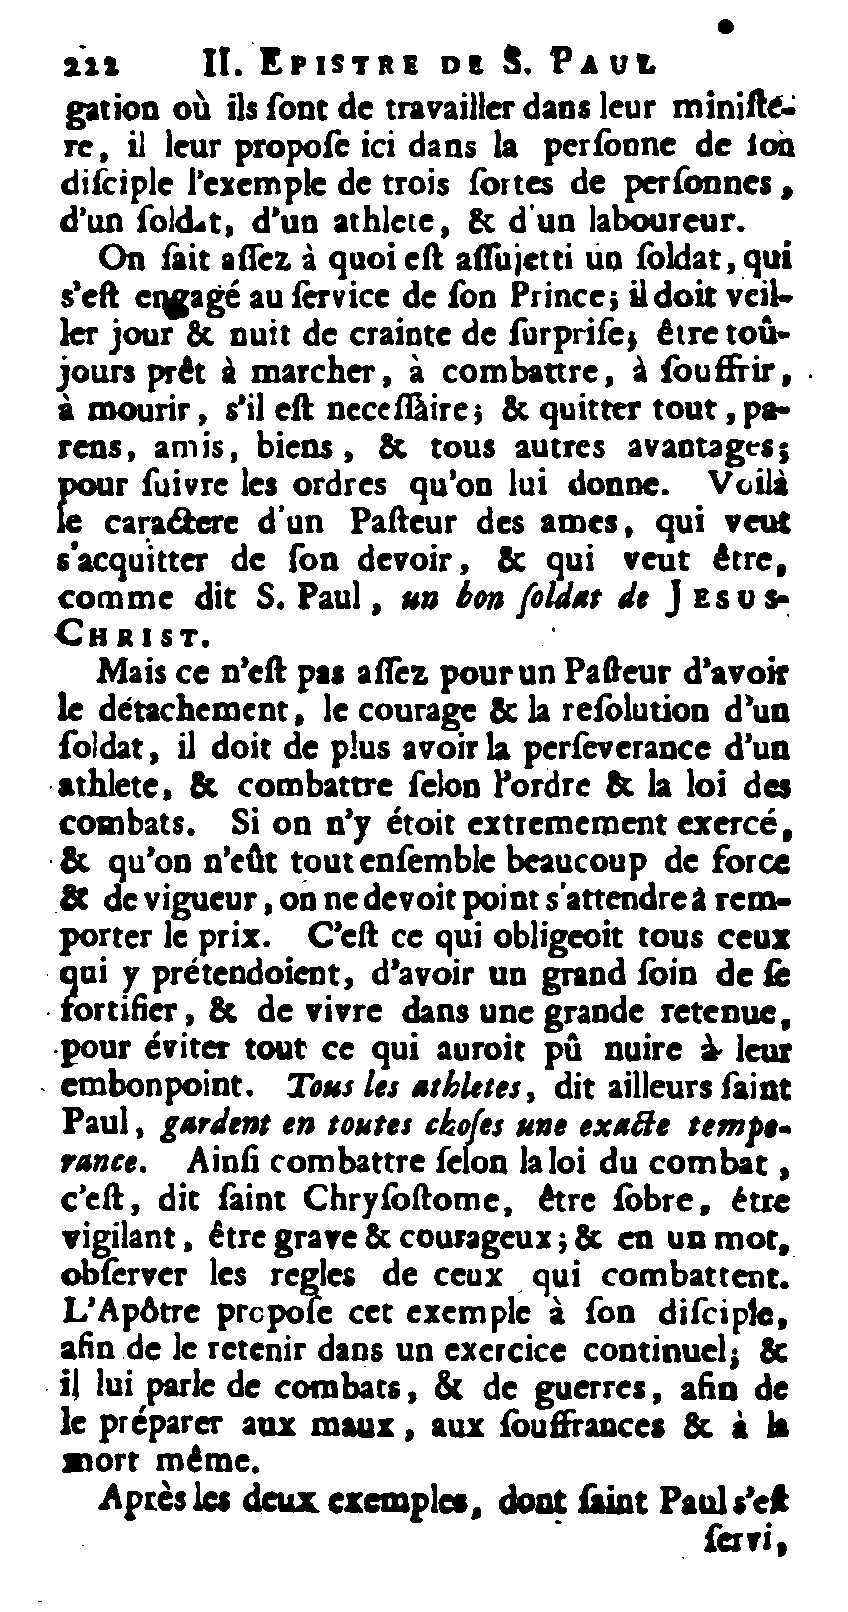 222 II. EPISTRE DE S. PAUL
gation où ils ſont de travailler dans leur miniſté-
re, il leur propoſe ici dans la perſonne de ſon
diſciple l'exemple de trois ſortes de perſonnes,
d'un ſoldat, d'un athlete, & d'un laboureur.
On ſait aſſez à quoi eſt aſſujetti un ſoldat, qui
s'eſt engagé au ſervice de ſon Prince; il doit veil-
ler jour & nuit de crainte de ſurpriſe; être toû-
jours prêt à marcher, à combattre, à ſouffrir,
à mourir, s'il eſt neceſſaire; & quitter tout, pa-
rens, amis, biens, & tous autres avantages;
pour ſuivre les ordres qu'on lui donne. Voilà
le caractere d'un Paſteur des ames, qui veut
s'acquitter de ſon devoir, & qui veut être,
comme dit S. Paul, un bon ſoldat de JESUS-
CHRIST.
Mais ce n'eſt pas aſſez pour un Paſteur d'avoir
le détachement, le courage & la reſolution d'un
ſoldat, il doit de plus avoir la perſeverance d'un
athlete, & combattre ſelon l'ordre & la loi des
combats. Si on n'y étoit extremement exercé,
& qu'on n'eût tout enſemble beaucoup de force
& de vigueur, on ne devoit point s'attendre à rem-
porter le prix. C'eſt ce qui obligeoit tous ceux
qui y prétendoient, d'avoir un grand ſoin de ſe
fortifier, & de vivre dans une grande retenue,
pour éviter tout ce qui auroit pû nuire à leur
embonpoint. Tous les athletes, dit ailleurs ſaint
Paul, gardent en toutes choſes une exacte tempe-
rance. Ainſi combattre ſelon la loi du combat,
c'eſt, dit ſaint Chryſoſtome, être ſobre, être
vigilant, être grave & courageux; & en un mot,
obſerver les regles de ceux qui combattent.
L'Apôtre propoſe cet exemple à ſon diſciple,
afin de le retenir dans un exercice continuel; &
il lui parle de combats, & de guerres, afin de
le préparer aux maux, aux ſouffrances & à la
mort même.
Après les deux exemples, dont ſaint Paul s'eſt
ſervi,